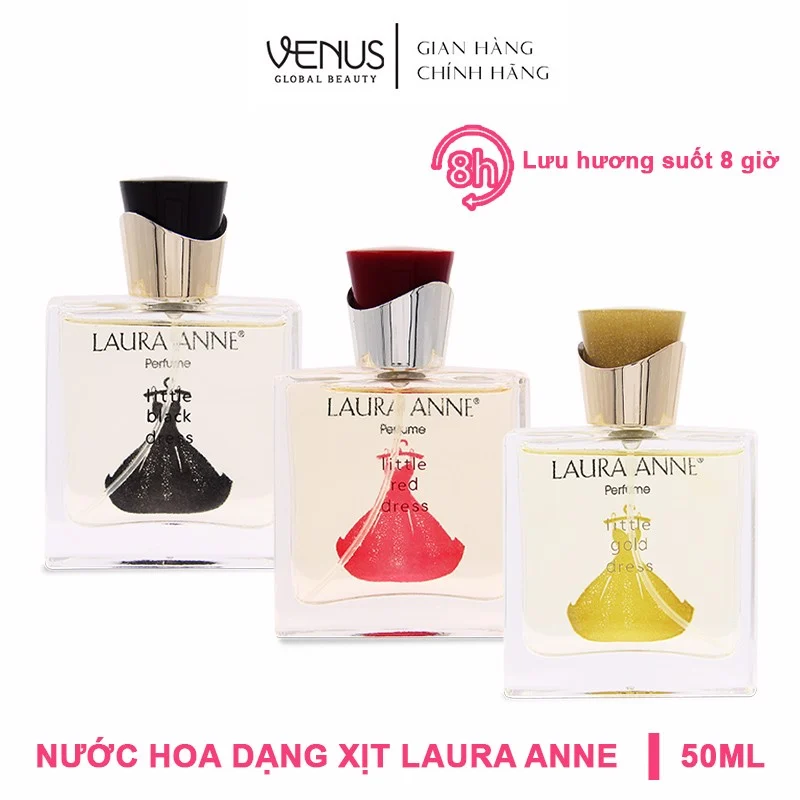 VENUS
GLOBAL BEAUTY
GIAN HÀNG
CHÍNH HÃNG
8h
Lưu hương suốt 8 giờ
LAURA ANNE®
Perfume
little
black
dress
LAURA ANNE®
Perfume
little
red
dress
LAURA ANNE®
Perfume
little
gold
dress
NƯỚC HOA DẠNG XỊT LAURA ANNE
50ML